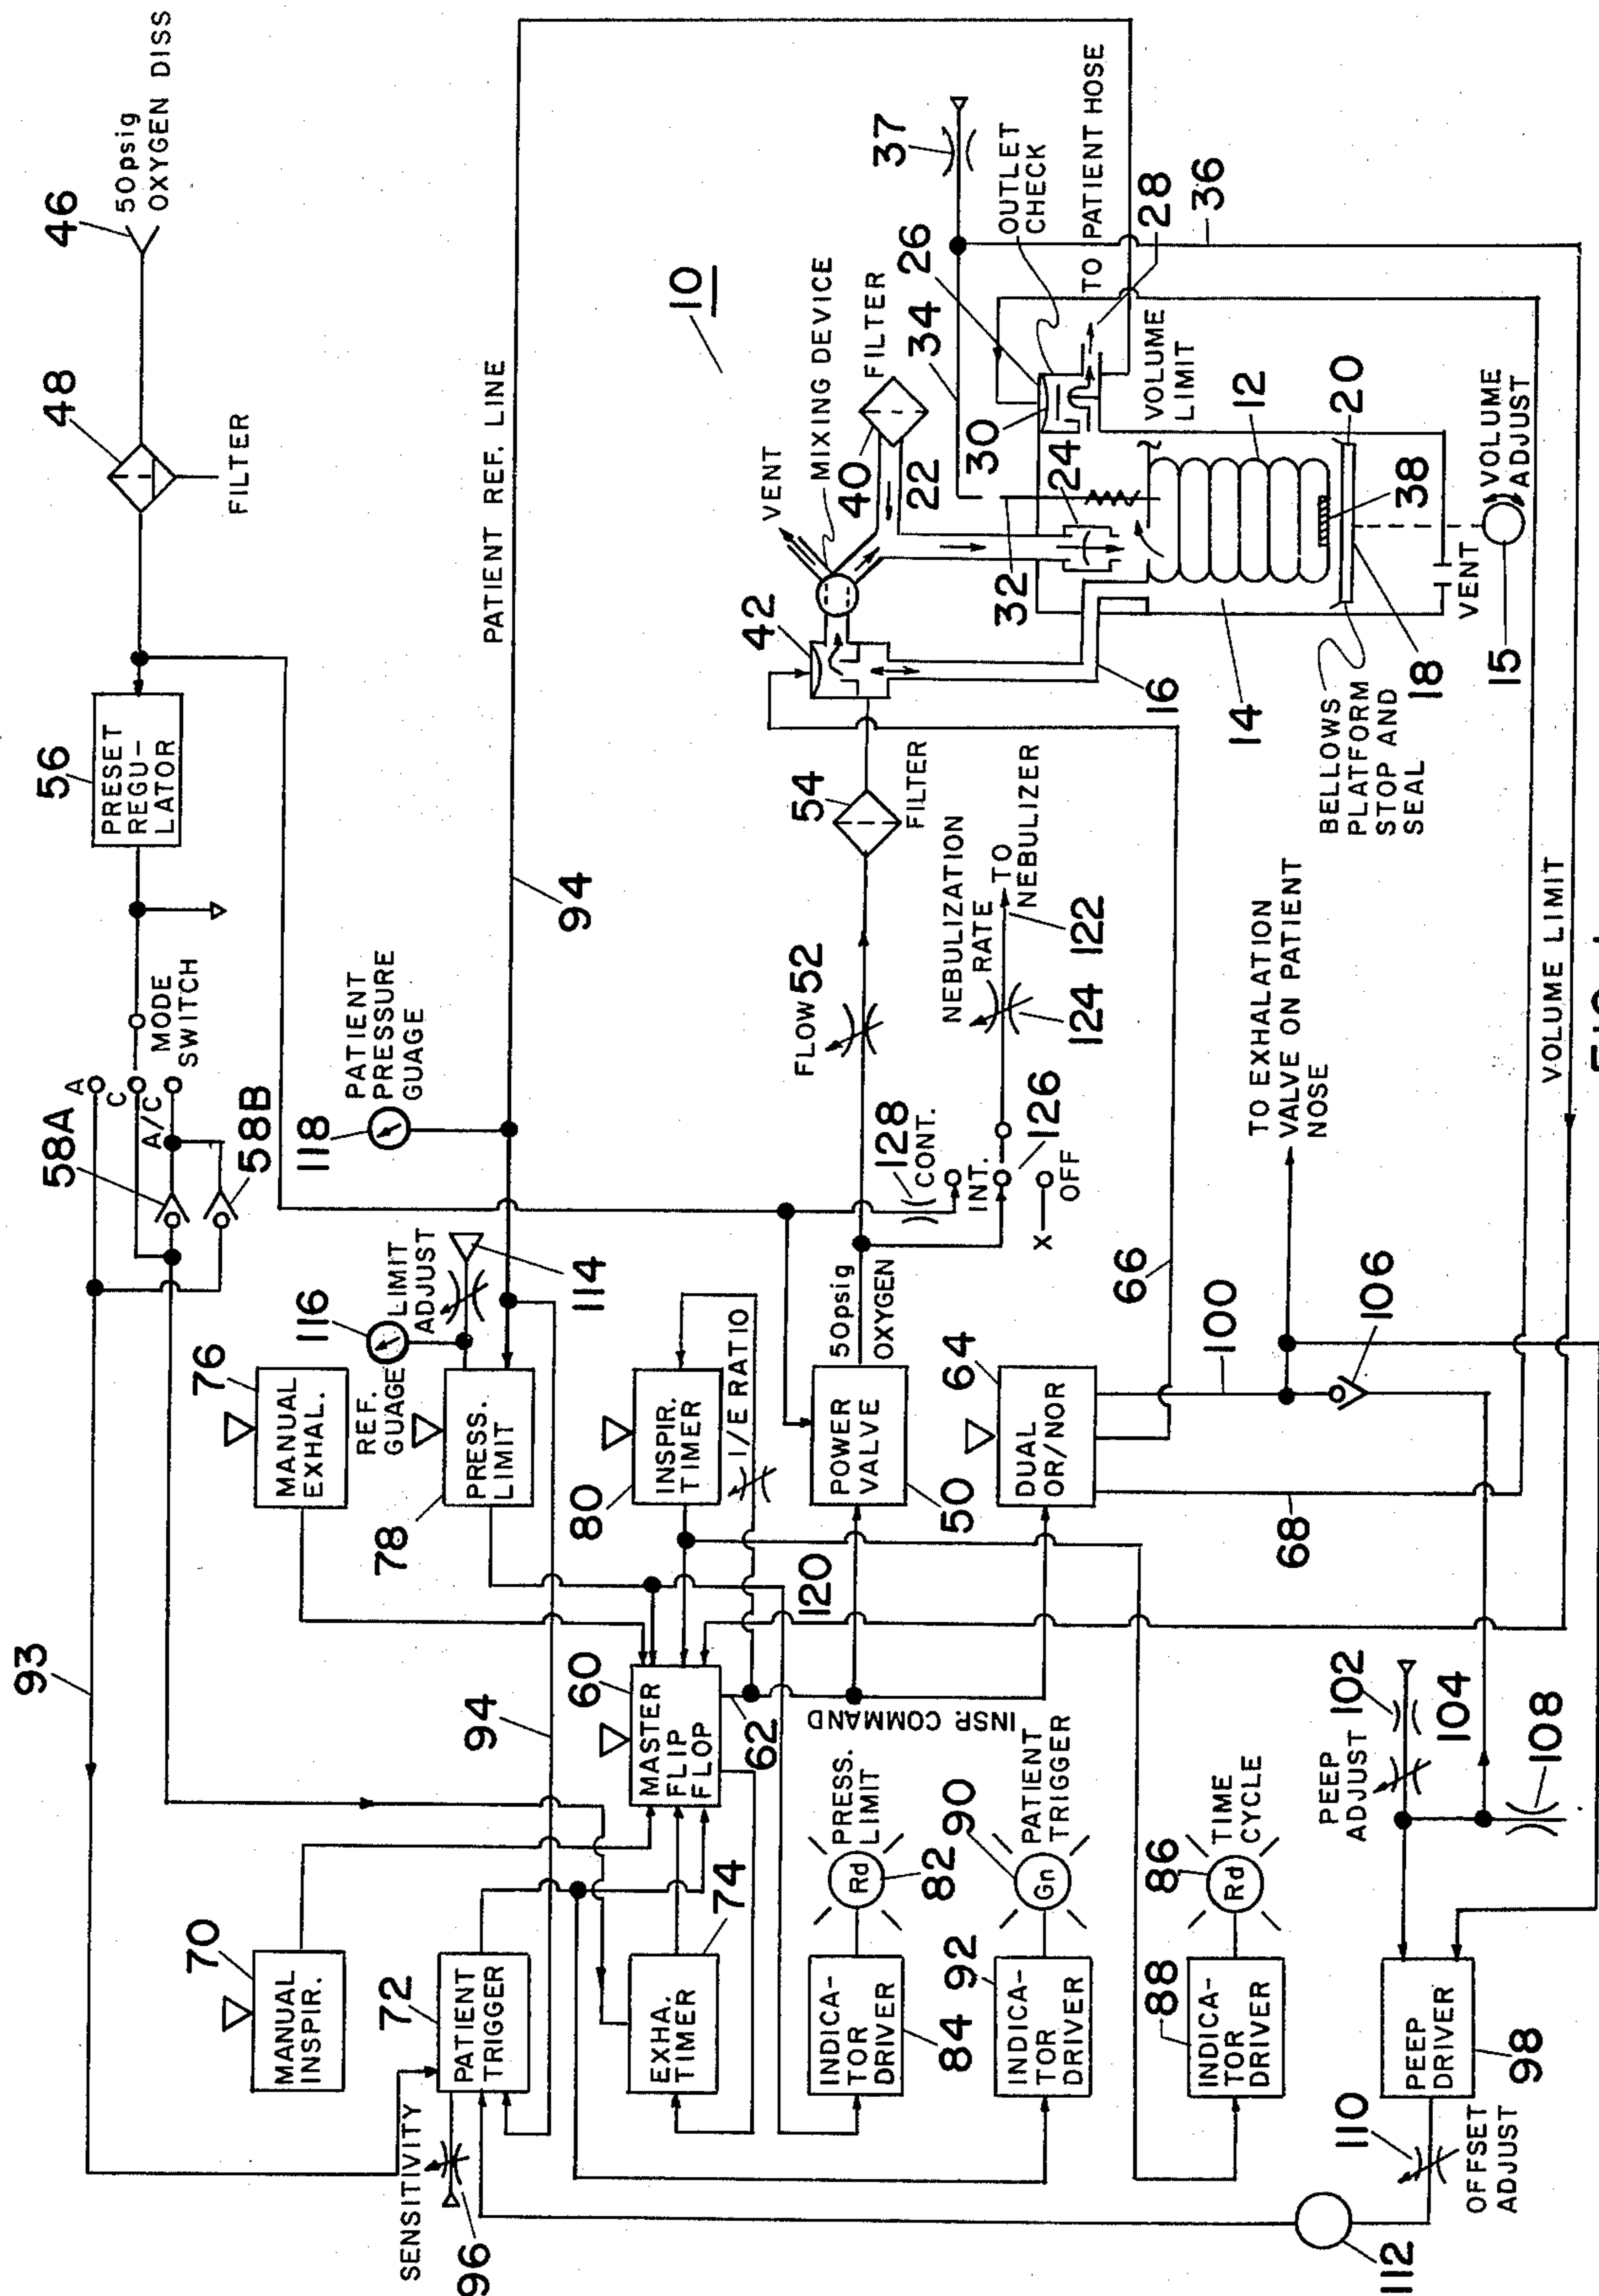 46
50psig
OXYGEN DISS
48
FILTER
56
PRESET
REGU-
LATOR
MODE
SWITCH
A
C
A/C
58A
58B
93
PATIENT REF. LINE
94
118
PATIENT
PRESSURE
GUAGE
116
LIMIT
ADJUST
114
REF.
GUAGE
76
MANUAL
EXHAL.
78
PRESS.
LIMIT
80
INSPIR.
TIMER
I/E RATIO
70
MANUAL
INSPIR.
72
PATIENT
TRIGGER
SENSITIVITY
96
94
60
MASTER
FLIP
FLOP
62
INSP. COMMAND
120
74
EXHA.
TIMER
50
POWER
VALVE
50psig
OXYGEN
64
DUAL
OR/NOR
66
68
100
106
TO EXHALATION
VALVE ON PATIENT
NOSE
FLOW 52
54
FILTER
128
CONT.
INT.
126
X
OFF
NEBULIZATION
RATE
124
122
TO
NEBULIZER
10
42
VENT
MIXING DEVICE
40
FILTER
22
34
26
30
OUTLET
CHECK
37
TO PATIENT HOSE
28
36
24
32
VOLUME
LIMIT
12
20
38
16
14
18
BELLOWS
PLATFORM
STOP AND
SEAL
VENT
15
VOLUME
ADJUST
VOLUME LIMIT
84
INDICA-
TOR
DRIVER
Rd
82
PRESS.
LIMIT
92
INDICA-
TOR
DRIVER
Gn
90
PATIENT
TRIGGER
88
INDICA-
TOR
DRIVER
Rd
86
TIME
CYCLE
PEEP
ADJUST
102
104
108
98
PEEP
DRIVER
110
OFFSET
ADJUST
112